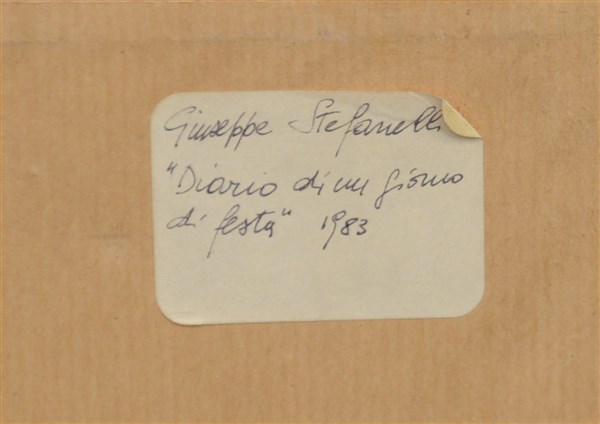 Giuseppe Stefanelli
"Diario di un giorno
di festa" 1983